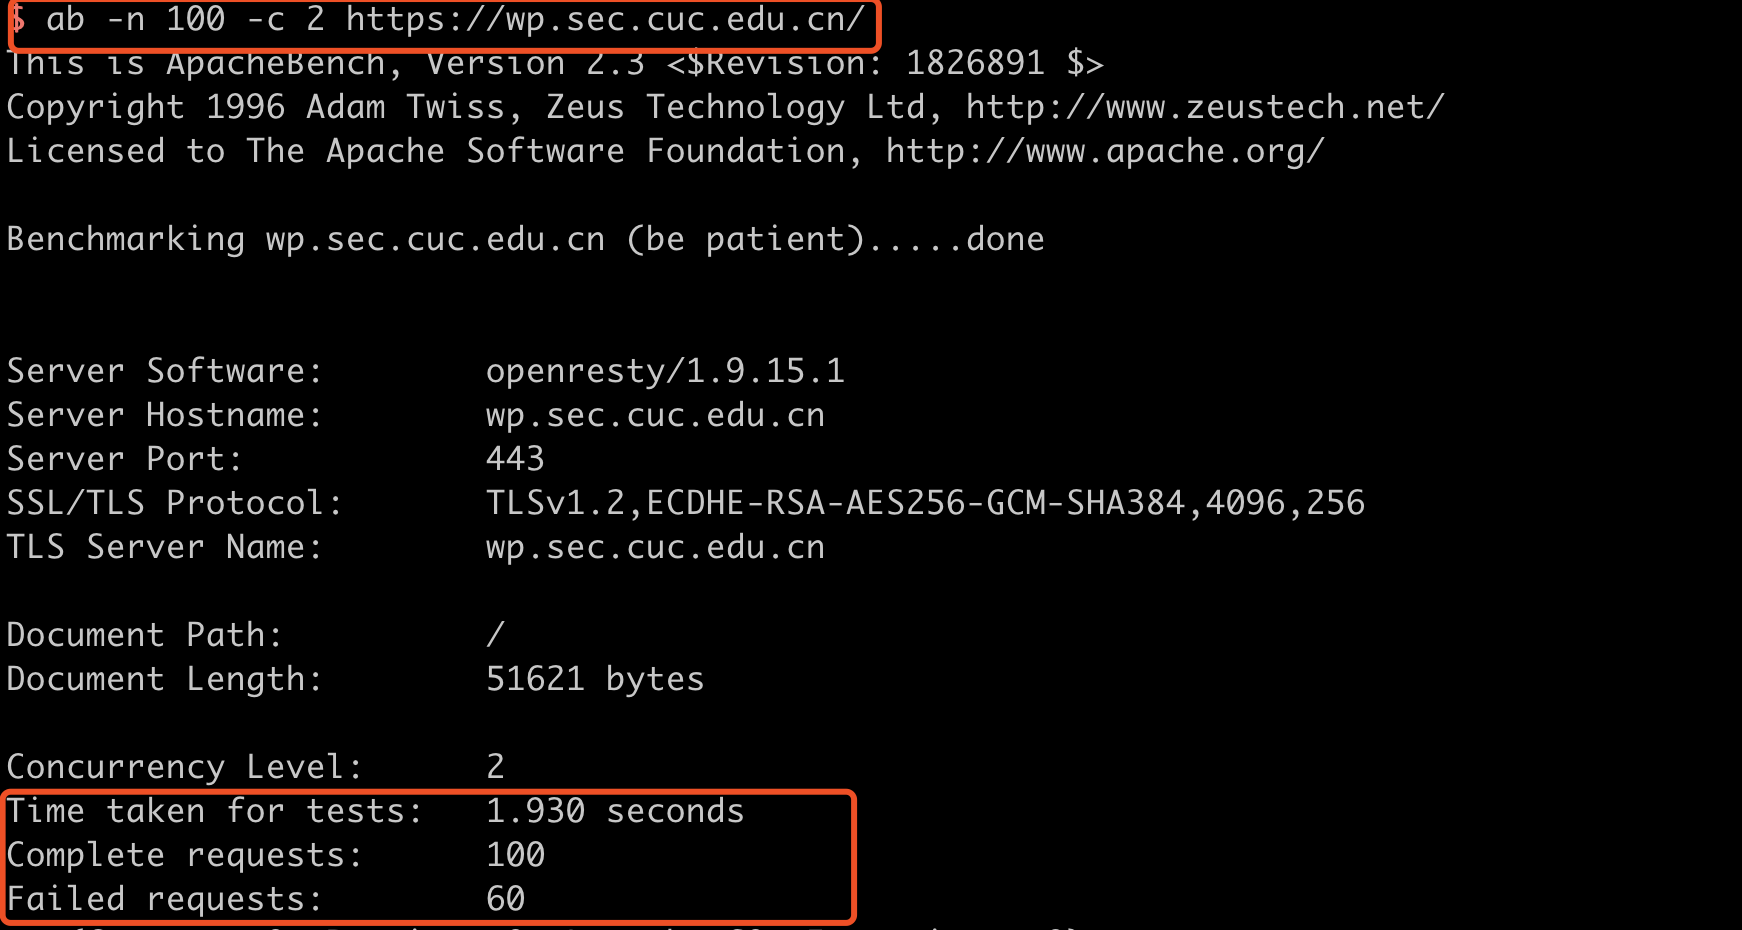 $ ab -n 100 -c 2 https://wp.sec.cuc.edu.cn/
This is ApacheBench, Version 2.3 <$Revision: 1826891 $>
Copyright 1996 Adam Twiss, Zeus Technology Ltd, http://www.zeustech.net/
Licensed to The Apache Software Foundation, http://www.apache.org/
Benchmarking wp.sec.cuc.edu.cn (be patient).....done
Server Software: openresty/1.9.15.1
Server Hostname: wp.sec.cuc.edu.cn
Server Port: 443
SSL/TLS Protocol: TLSv1.2,ECDHE-RSA-AES256-GCM-SHA384,4096,256
TLS Server Name: wp.sec.cuc.edu.cn
Document Path: /
Document Length: 51621 bytes
Concurrency Level: 2
Time taken for tests: 1.930 seconds
Complete requests: 100
Failed requests: 60